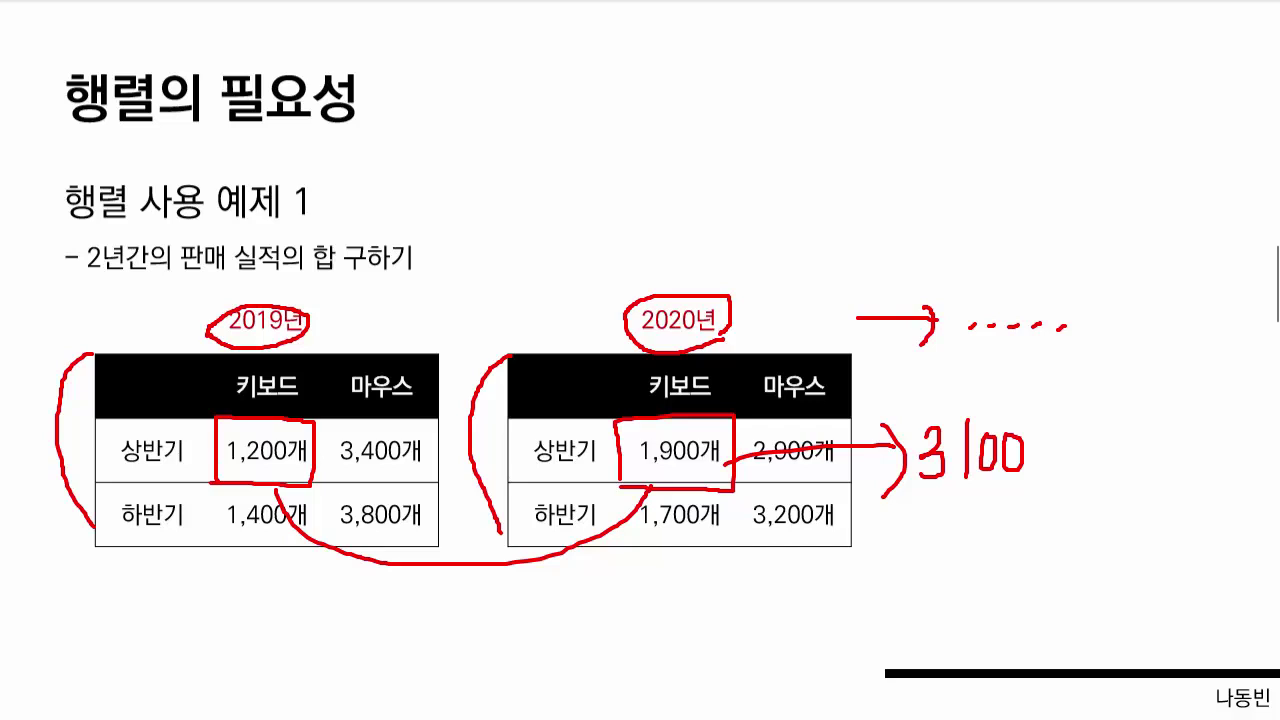 행렬의 필요성
행렬 사용 예제 1
- 2년간의 판매 실적의 합 구하기
2019년
키보드 마우스
상반기 1,200개 3,400개
하반기 1,400개 3,800개
2020년
키보드 마우스
상반기 1,900개 2,900개
하반기 1,700개 3,200개
3100
나동빈